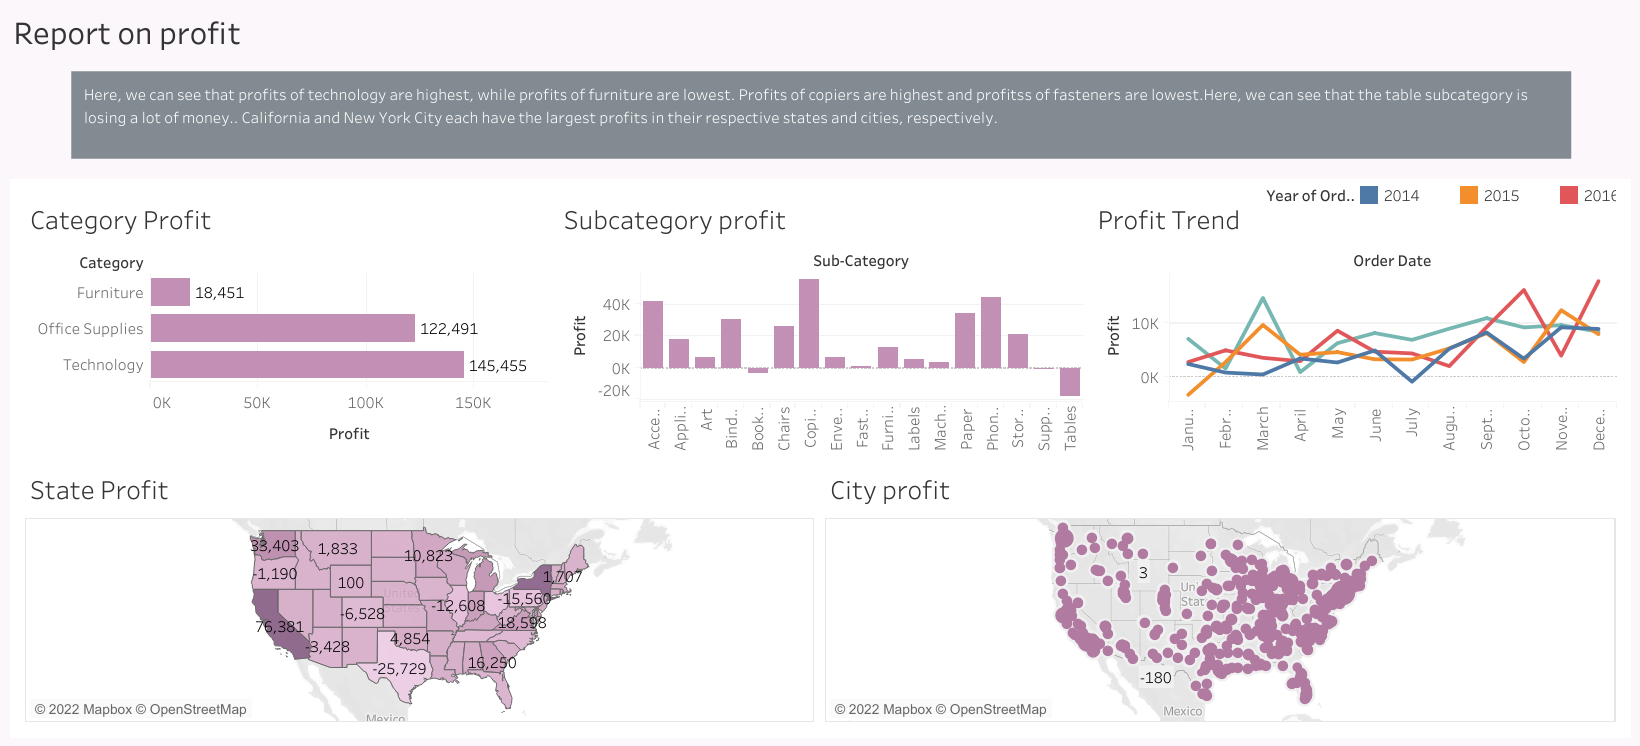 Report on profit
Here, we can see that profits of technology are highest, while profits of furniture are lowest. Profits of copiers are highest and profitss of fasteners are lowest.Here, we can see that the table subcategory is
losing a lot of money.. California and New York City each have the largest profits in their respective states and cities, respectively.
Year of Ord.. 2014 2015 2016
Category Profit
Category
Furniture 18,451
Office Supplies 122,491
Technology 145,455
0K 50K 100K 150K
Profit
Subcategory profit
Sub-Category
Profit
40K
20K
0K
-20K
Acce.. Appli.. Art Bind.. Book.. Chairs Copi.. Enve.. Fast.. Furni.. Labels Mach.. Paper Phon.. Stor.. Supp.. Tables
Profit Trend
Order Date
Profit
10K
0K
Janu.. Febr.. March April May June July Augu.. Sept.. Octo.. Nove.. Dece..
State Profit
33,403 1,833 10,823
-1,190 100 1,707
United
States
-6,528 -12,608 -15,560
76,381 18,598
-3,428 4,854
-25,729 16,250
Mexico
© 2022 Mapbox © OpenStreetMap
City profit
3
Uni
Stat
-180
Mexico
© 2022 Mapbox © OpenStreetMap